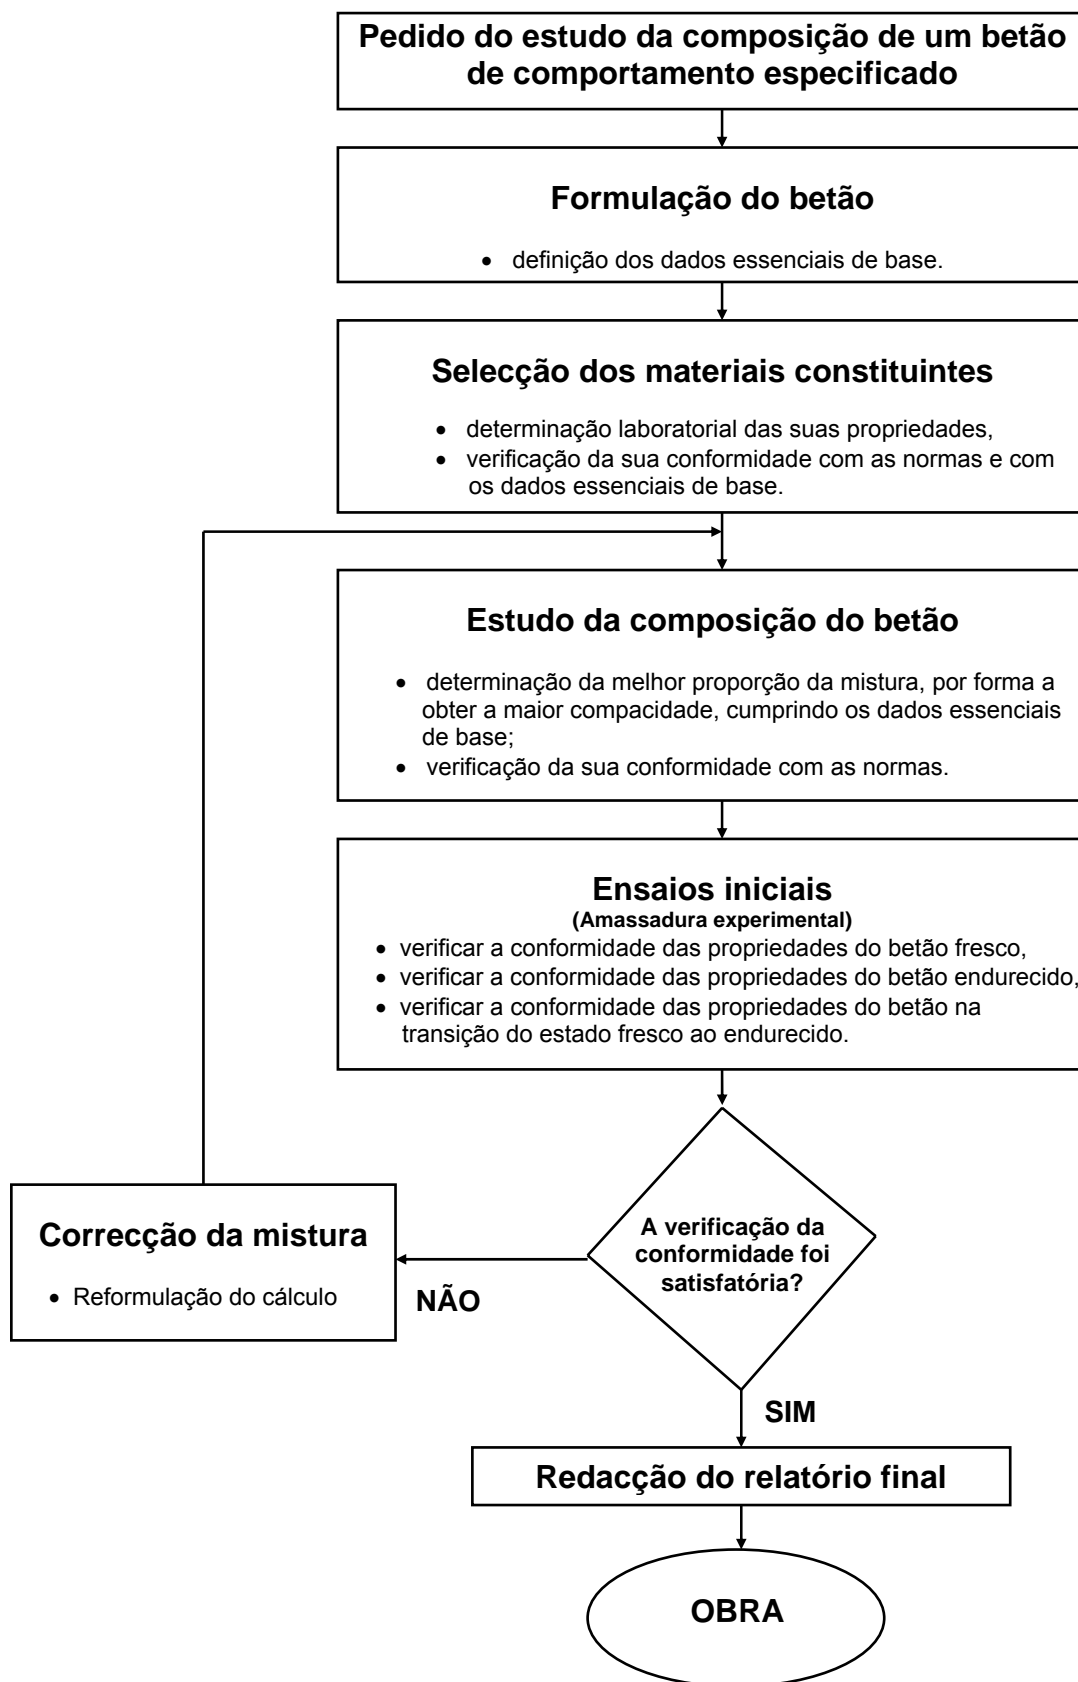 Pedido do estudo da composição de um betão
de comportamento especificado
Formulação do betão
• definição dos dados essenciais de base.
Selecção dos materiais constituintes
• determinação laboratorial das suas propriedades,
• verificação da sua conformidade com as normas e com
os dados essenciais de base.
Estudo da composição do betão
• determinação da melhor proporção da mistura, por forma a
obter a maior compacidade, cumprindo os dados essenciais
de base;
• verificação da sua conformidade com as normas.
Ensaios iniciais
(Amassadura experimental)
• verificar a conformidade das propriedades do betão fresco,
• verificar a conformidade das propriedades do betão endurecido,
• verificar a conformidade das propriedades do betão na
transição do estado fresco ao endurecido.
A verificação da
conformidade foi
satisfatória?
Correcção da mistura
• Reformulação do cálculo
NÃO
SIM
Redacção do relatório final
OBRA